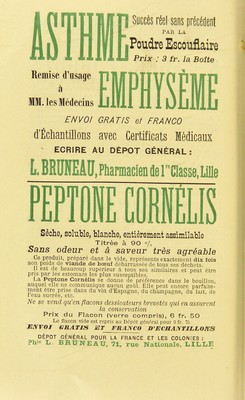 ASTHME
Succès réel sans précédent
PAR LA
Poudre Escouflaire
Prix : 3 fr. la Boîte
Remise d'usage
à
MM. les Médecins
EMPHYSÈME
ENVOI GRATIS et FRANCO
d'Échantillons avec Certificats Médicaux
ECRIRE AU DÉPOT GÉNÉRAL :
L. BRUNEAU, Pharmacien de 1re Classe, Lille
PEPTONE CORNÉLIS
Sèche, soluble, blanche, entièrement assimilable
Titrée à 90 %
Sans odeur et à saveur très agréable
Ce produit, préparé dans le vide, représente exactement dix fois
son poids de viande de bœuf débarrassée de tous ses déchets.
Il est de beaucoup supérieur à tous ses similaires et peut être
pris par les estomacs les plus susceptibles.
La Peptone Cornélis se donne de préférence dans le bouillon,
auquel elle ne communique aucun goût. Elle peut encore parfaite-
ment être prise dans du vin d'Espagne, du champagne, du lait, de
l'eau sucrée, etc.
Ne se vend qu'en flacons dessicateurs brevetés qui en assurent
la conservation
Prix du Flacon (verre compris), 6 fr. 50
Le flacon vide est repris au Dépôt général pour 0 fr. 75
ENVOI GRATIS ET FRANCO D'ÉCHANTILLONS
DÉPOT GÉNÉRAL POUR LA FRANCE ET LES COLONIES :
Phie L. BRUNEAU, 71, rue Nationale, LILLE